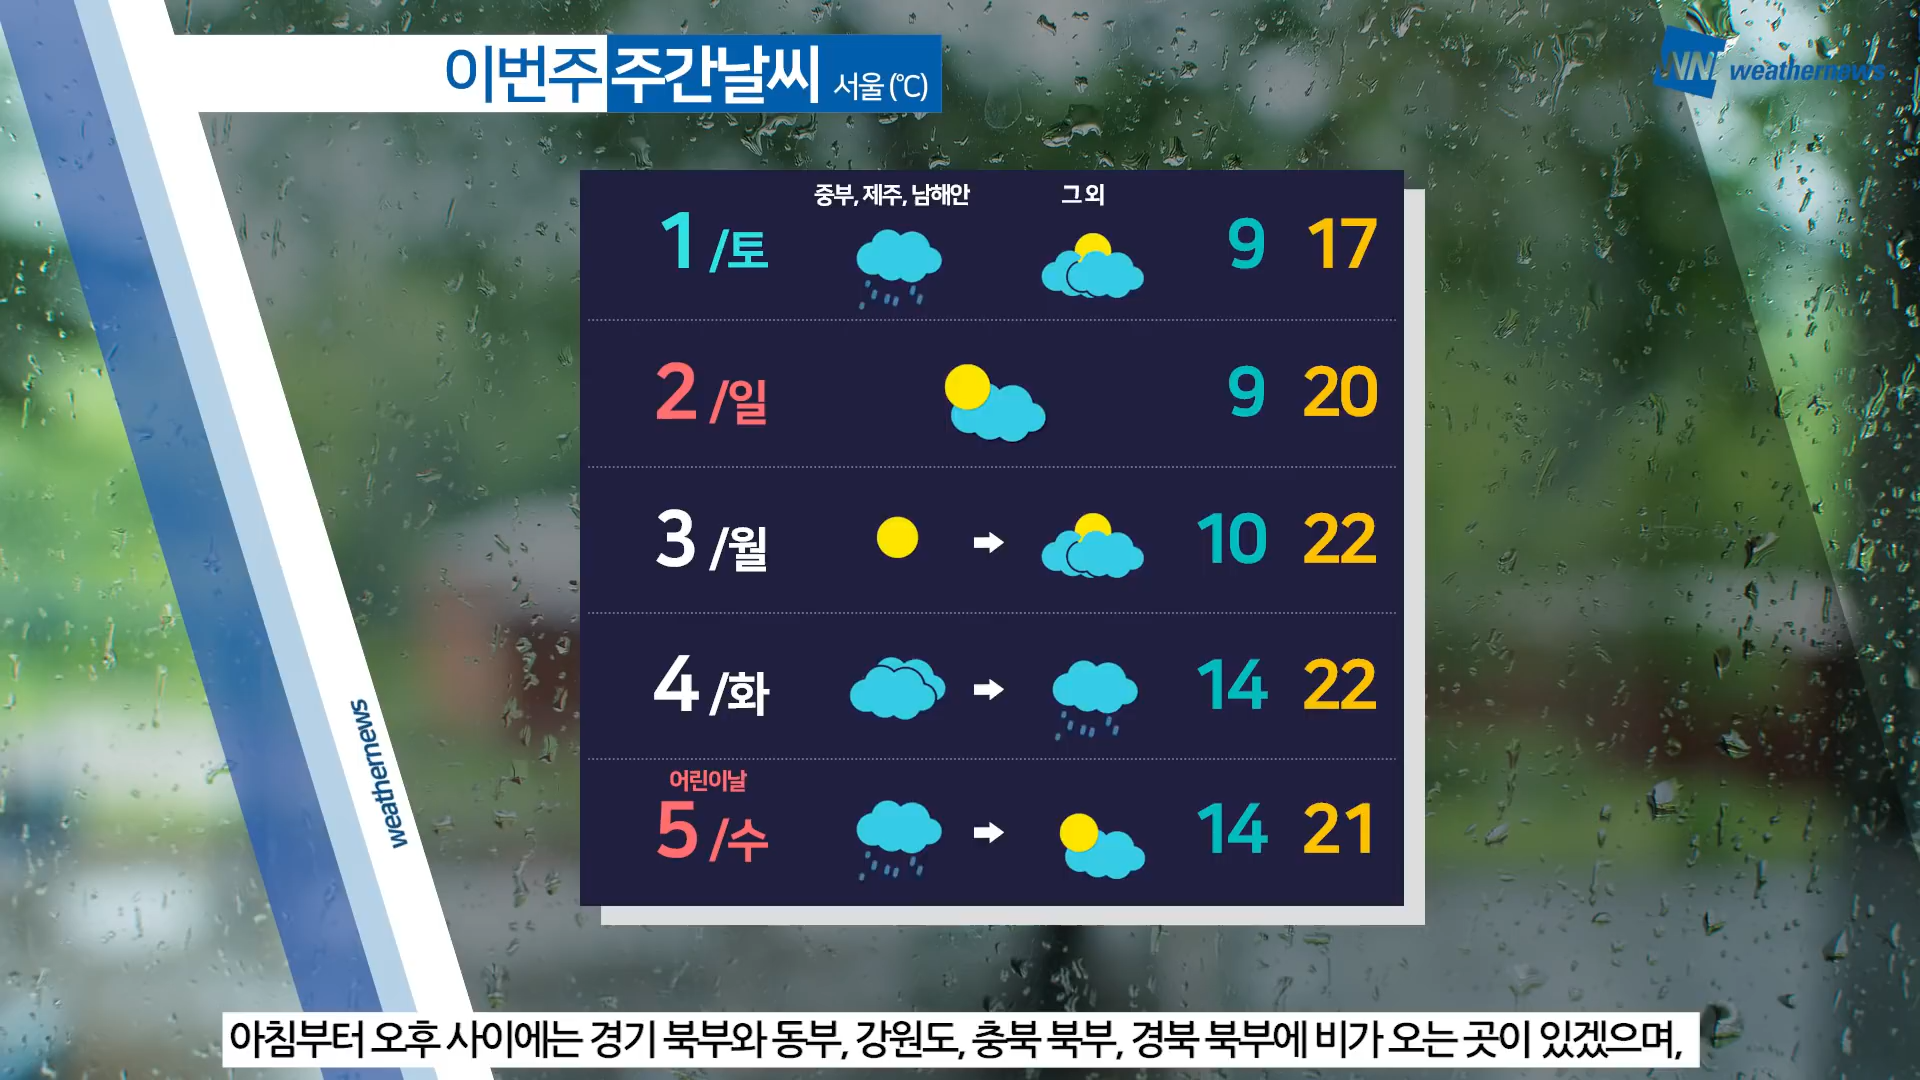 이번주 주간날씨 서울 (℃)
WN weathernews
중부, 제주, 남해안 그 외
1 /토 9 17
2 /일 9 20
3 /월 10 22
4 /화 14 22
어린이날
5 /수 14 21
weathernews
아침부터 오후 사이에는 경기 북부와 동부, 강원도, 충북 북부, 경북 북부에 비가 오는 곳이 있겠으며,